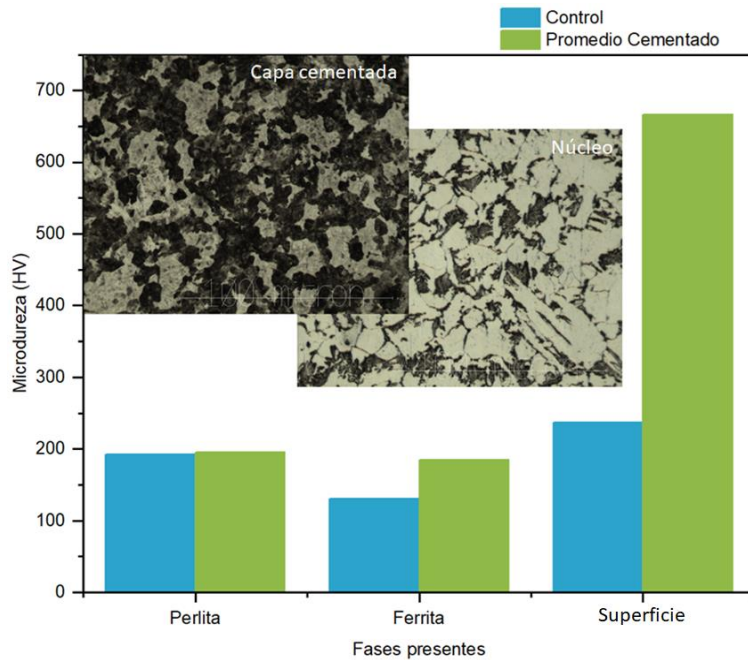 Control
Promedio Cementado
Capa cementada
Núcleo
Microdureza (HV)
700
600
500
400
300
200
100
0
Perlita
Ferrita
Superficie
Fases presentes